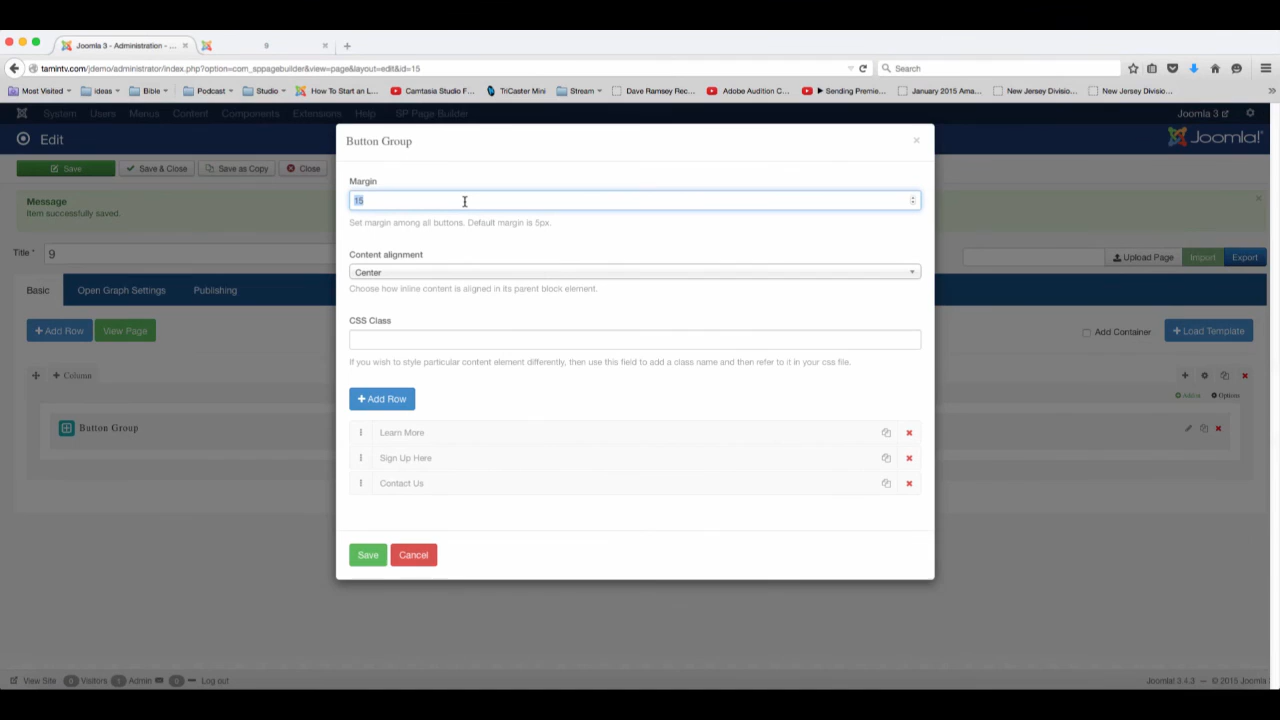 Joomla 3 - Administration - ...
9
tamintv.com/jdemo/administrator/index.php?option=com_sppagebuilder&view=page&layout=edit&id=15
Search
Most Visited
ideas
Bible
Podcast
Studio
How To Start an L...
Camtasia Studio F...
TriCaster Mini
Stream
Dave Ramsey Rec...
Adobe Audition C...
▶ Sending Premie...
January 2015 Ama...
New Jersey Divisio...
New Jersey Divisio...
System
Users
Menus
Content
Components
Extensions
Help
SP Page Builder
Joomla 3
Edit
Joomla!
Save
Save & Close
Save as Copy
Close
Message
Item successfully saved.
Title *
9
Upload Page
Import
Export
Basic
Open Graph Settings
Publishing
Add Row
View Page
Add Container
Load Template
Column
Addon
Options
Button Group
Button Group
×
Margin
15
Set margin among all buttons. Default margin is 5px.
Content alignment
Center
Choose how inline content is aligned in its parent block element.
CSS Class
If you wish to style particular content element differently, then use this field to add a class name and then refer to it in your css file.
Add Row
Learn More
Sign Up Here
Contact Us
Save
Cancel
View Site
0 Visitors
1 Admin
0
Log out
Joomla! 3.4.3 — © 2015 Joomla